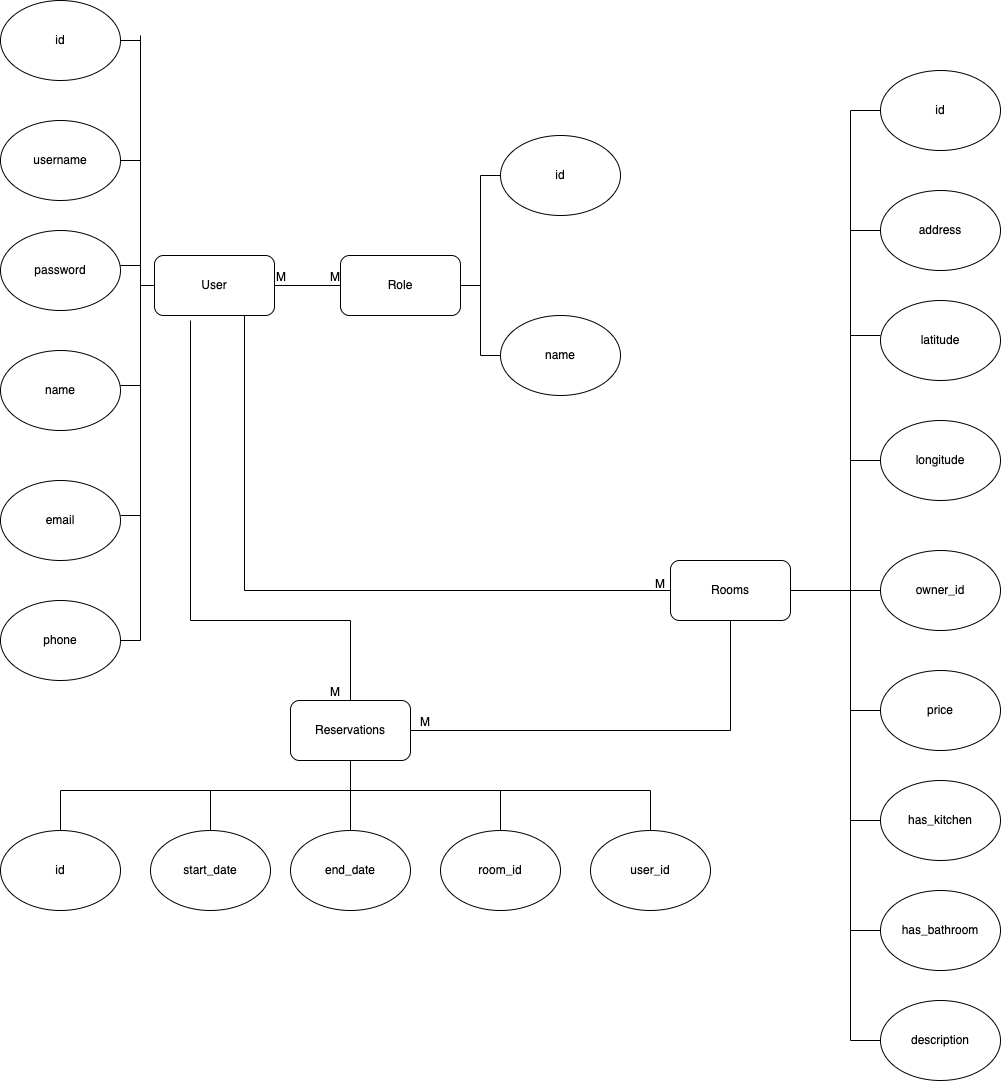 id
username
password
name
email
phone
User
M
M
Role
id
name
id
address
latitude
longitude
owner_id
price
has_kitchen
has_bathroom
description
M
Rooms
M
M
Reservations
id
start_date
end_date
room_id
user_id